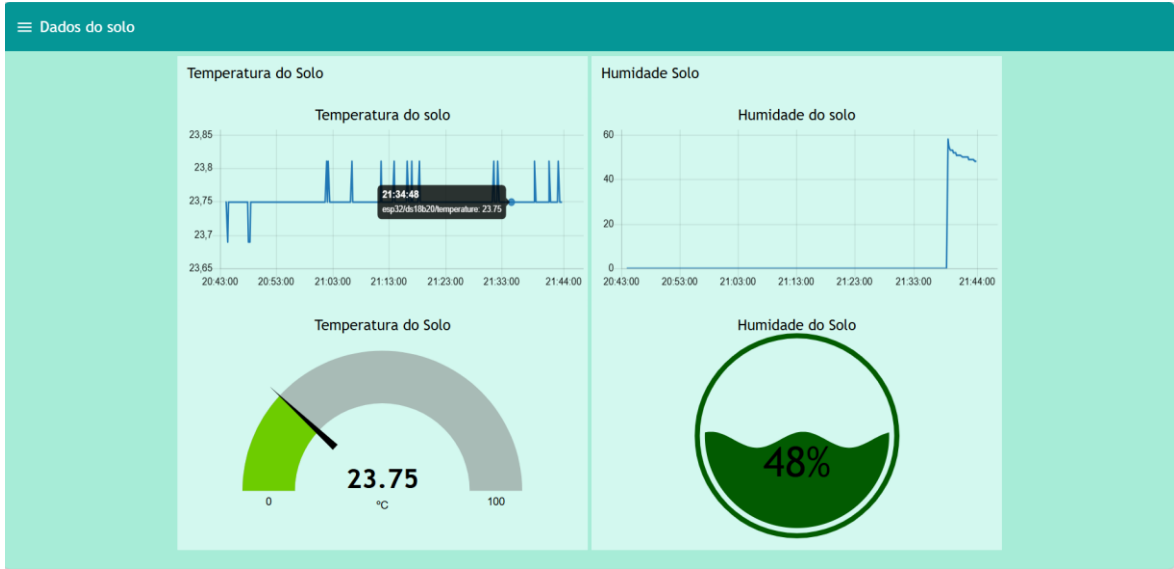 Dados do solo
Temperatura do Solo
Temperatura do solo
23,85
23,8
23,75
23,7
23,65
21:34:48
esp32/ds18b20/temperature: 23.75
20:43:00 20:53:00 21:03:00 21:13:00 21:23:00 21:33:00 21:44:00
Temperatura do Solo
23.75
°C
0
100
Humidade Solo
Humidade do solo
60
40
20
0
20:43:00 20:53:00 21:03:00 21:13:00 21:23:00 21:33:00 21:44:00
Humidade do Solo
48%